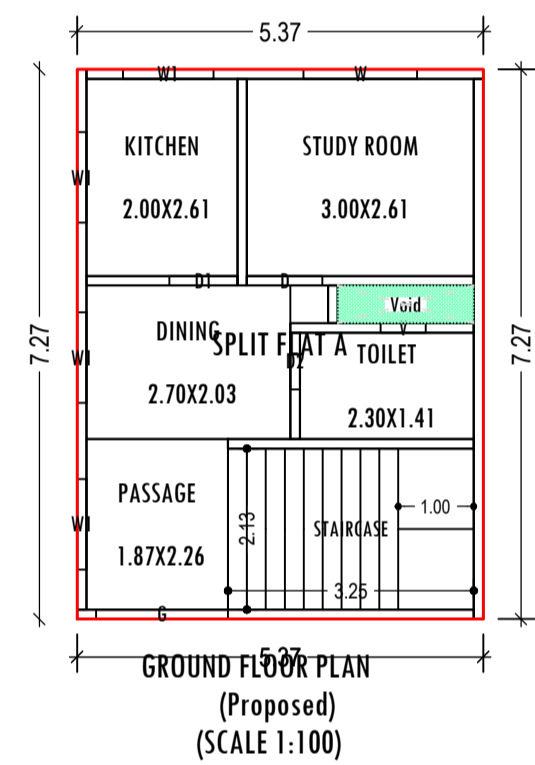 5.37
W1
W
KITCHEN
STUDY ROOM
W1
2.00X2.61
3.00X2.61
D1
D
Void
V
7.27
7.27
DINING
SPLIT FLAT A
TOILET
W1
D2
2.70X2.03
2.30X1.41
PASSAGE
1.00
W1
2.13
STAIRCASE
1.87X2.26
3.25
G
5.37
GROUND FLOOR PLAN
(Proposed)
(SCALE 1:100)